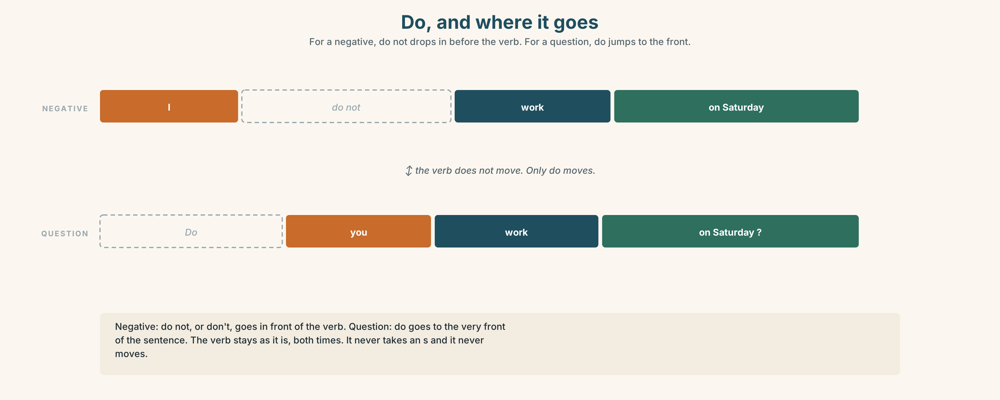 Do, and where it goes
For a negative, do not drops in before the verb. For a question, do jumps to the front.
NEGATIVE I do not work on Saturday
↕ the verb does not move. Only do moves.
QUESTION Do you work on Saturday ?
Negative: do not, or don't, goes in front of the verb. Question: do goes to the very front
of the sentence. The verb stays as it is, both times. It never takes an s and it never
moves.